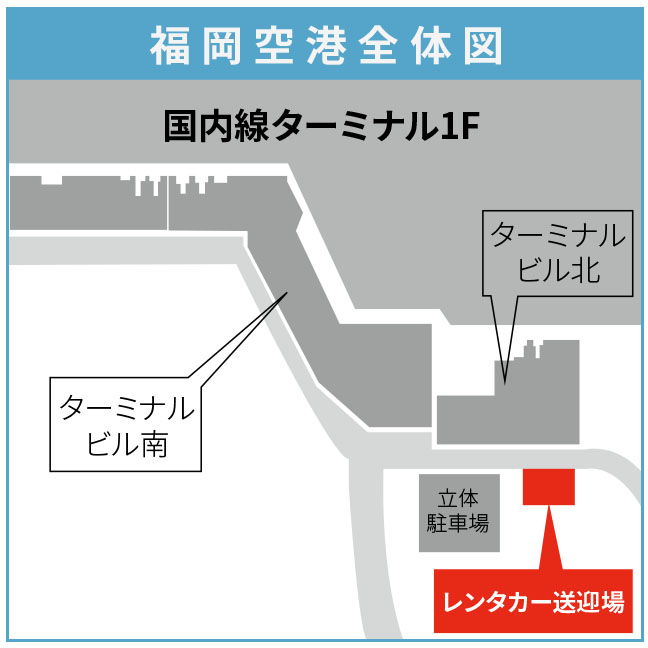 福岡空港全体図
国内線ターミナル1F
ターミナル
ビル北
ターミナル
ビル南
立体
駐車場
レンタカー送迎場